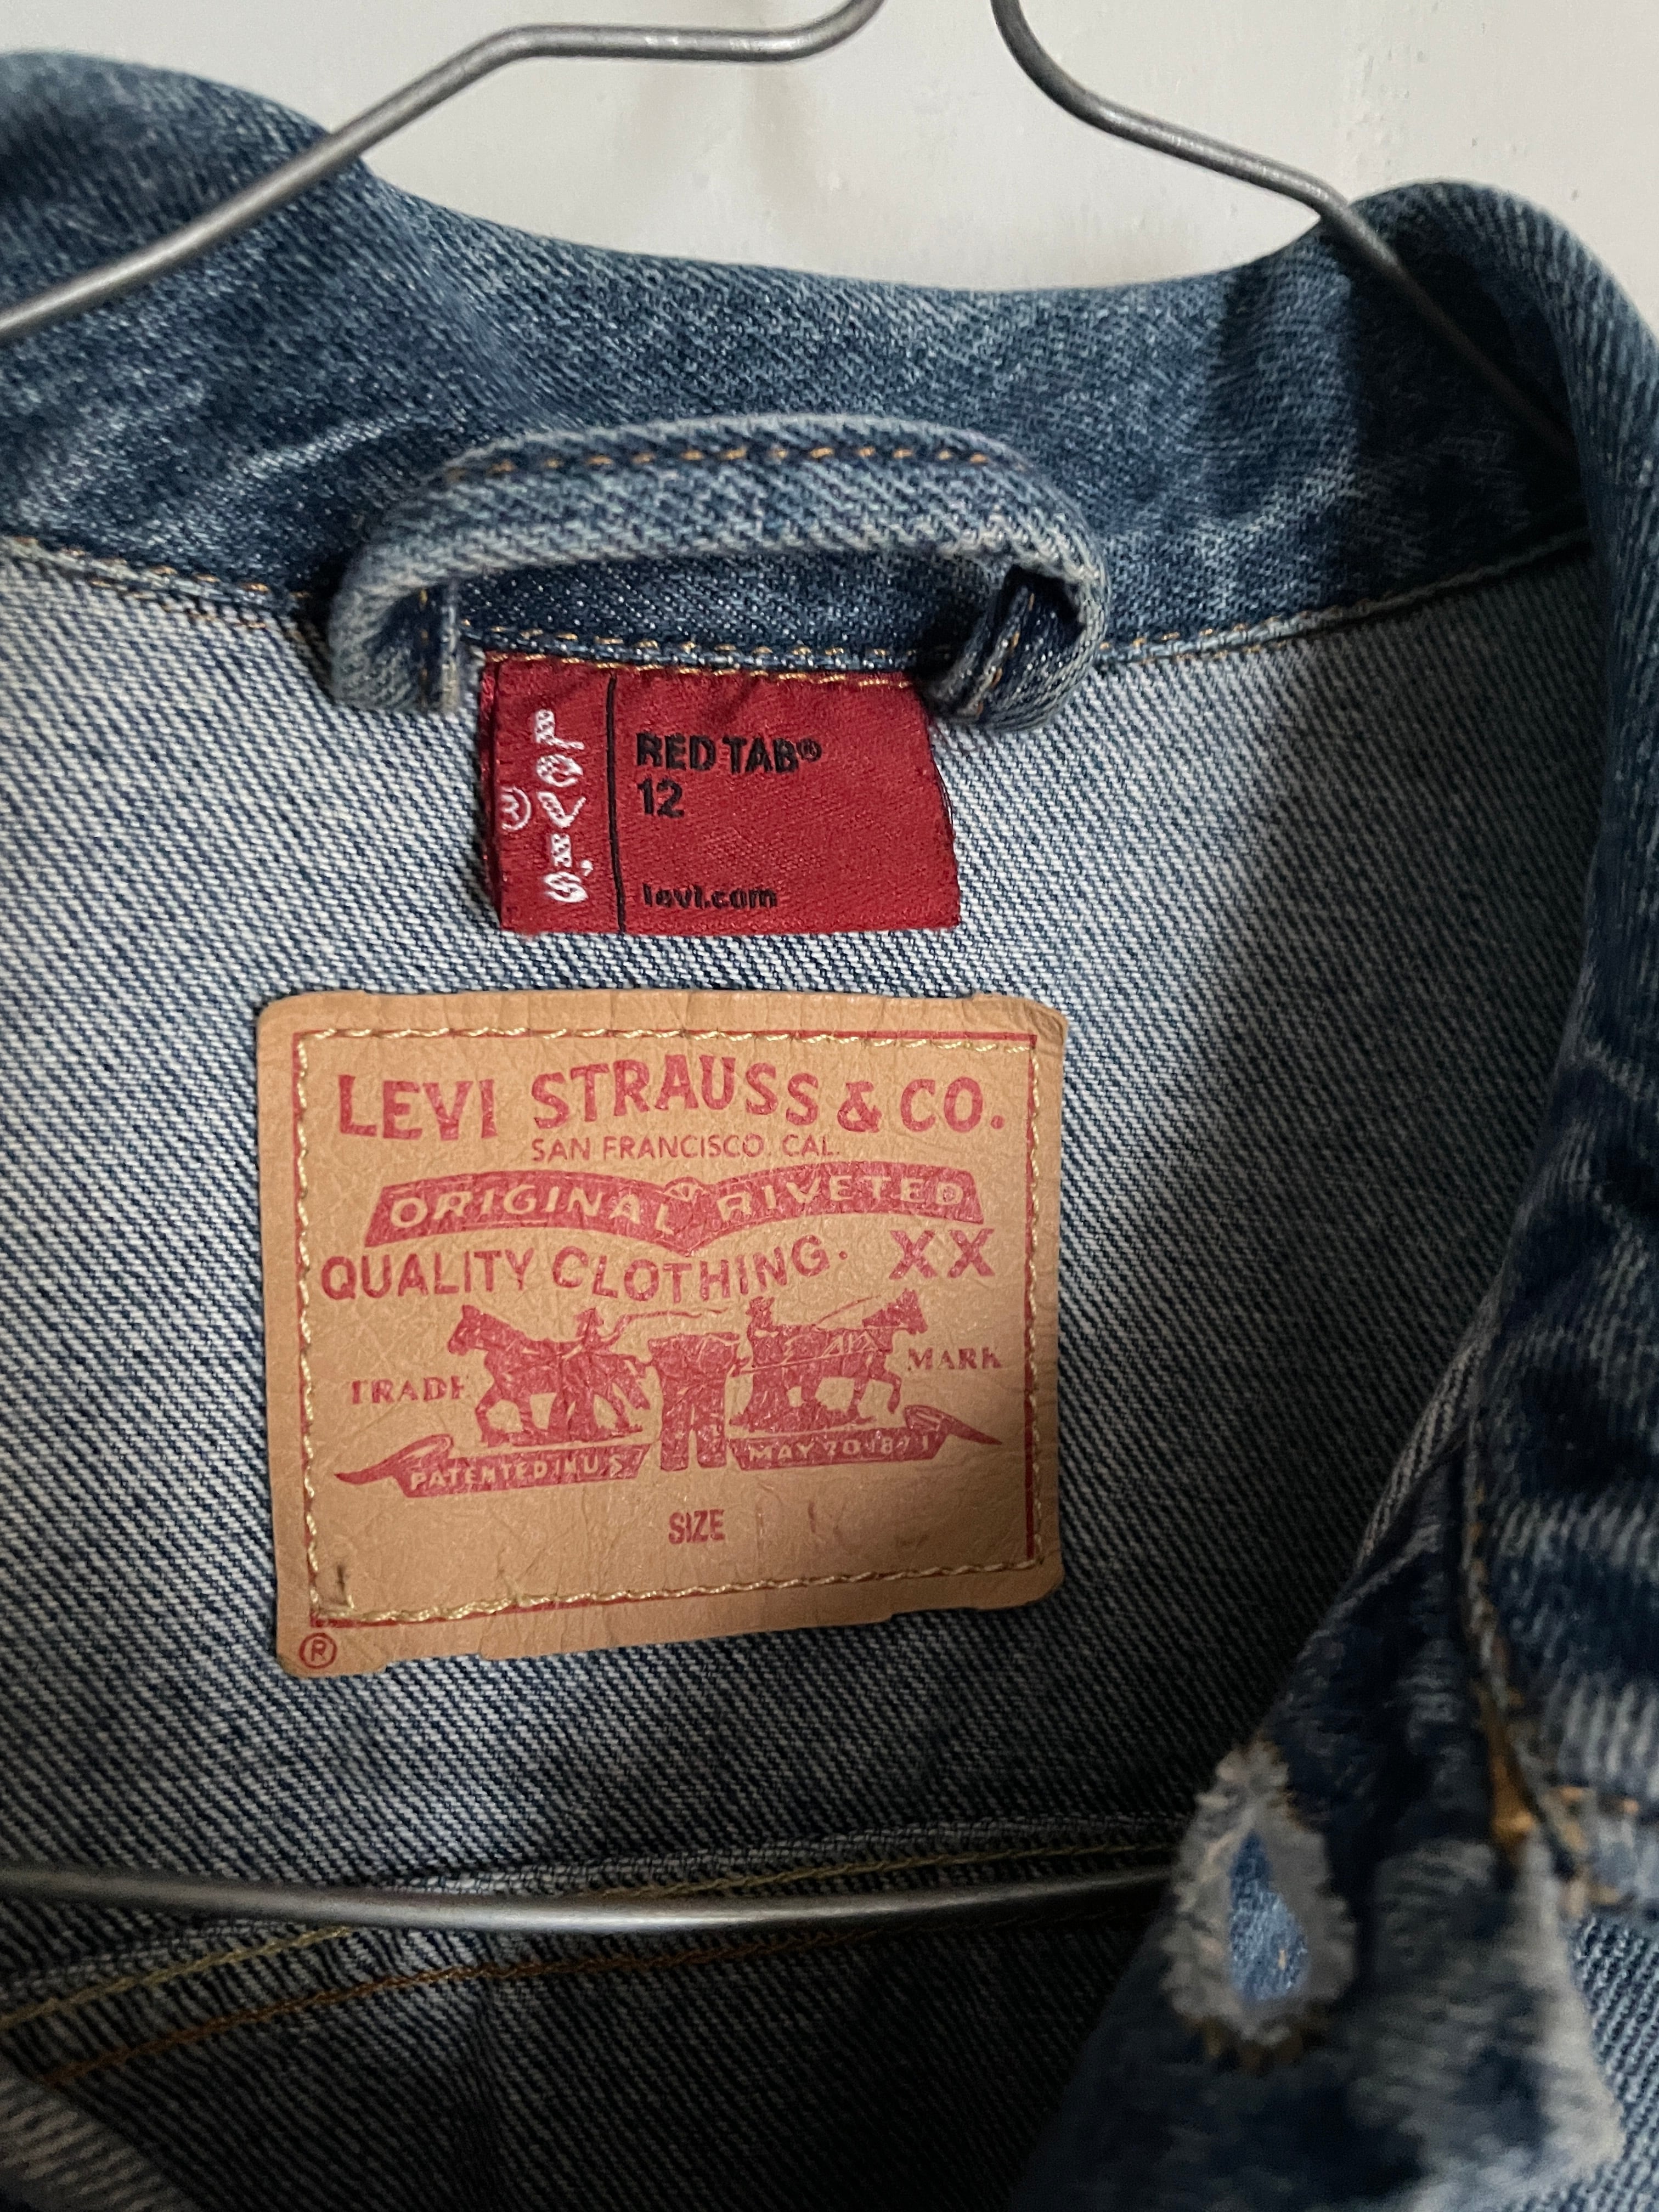 Levi's
®
RED TAB®
12
levi.com
LEVI STRAUSS & CO.
SAN FRANCISCO, CAL.
ORIGINAL RIVETED
QUALITY CLOTHING. XX
TRADE MARK
PATENTED IN U S MAY 20 1873
SIZE
®